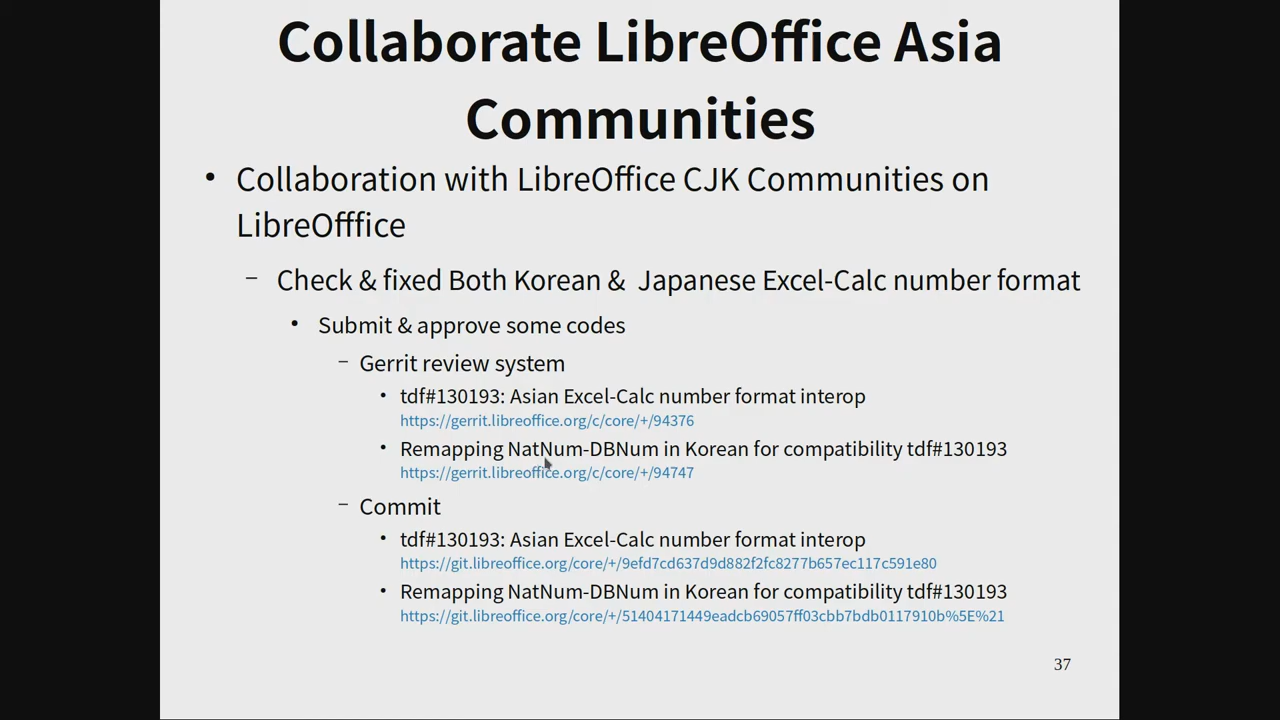 Collaborate LibreOffice Asia
Communities
• Collaboration with LibreOffice CJK Communities on
LibreOfffice
– Check & fixed Both Korean & Japanese Excel-Calc number format
• Submit & approve some codes
– Gerrit review system
• tdf#130193: Asian Excel-Calc number format interop
https://gerrit.libreoffice.org/c/core/+/94376
• Remapping NatNum-DBNum in Korean for compatibility tdf#130193
https://gerrit.libreoffice.org/c/core/+/94747
– Commit
• tdf#130193: Asian Excel-Calc number format interop
https://git.libreoffice.org/core/+/9efd7cd637d9d882f2fc8277b657ec117c591e80
• Remapping NatNum-DBNum in Korean for compatibility tdf#130193
https://git.libreoffice.org/core/+/51404171449eadcb69057ff03cbb7bdb0117910b%5E%21
37